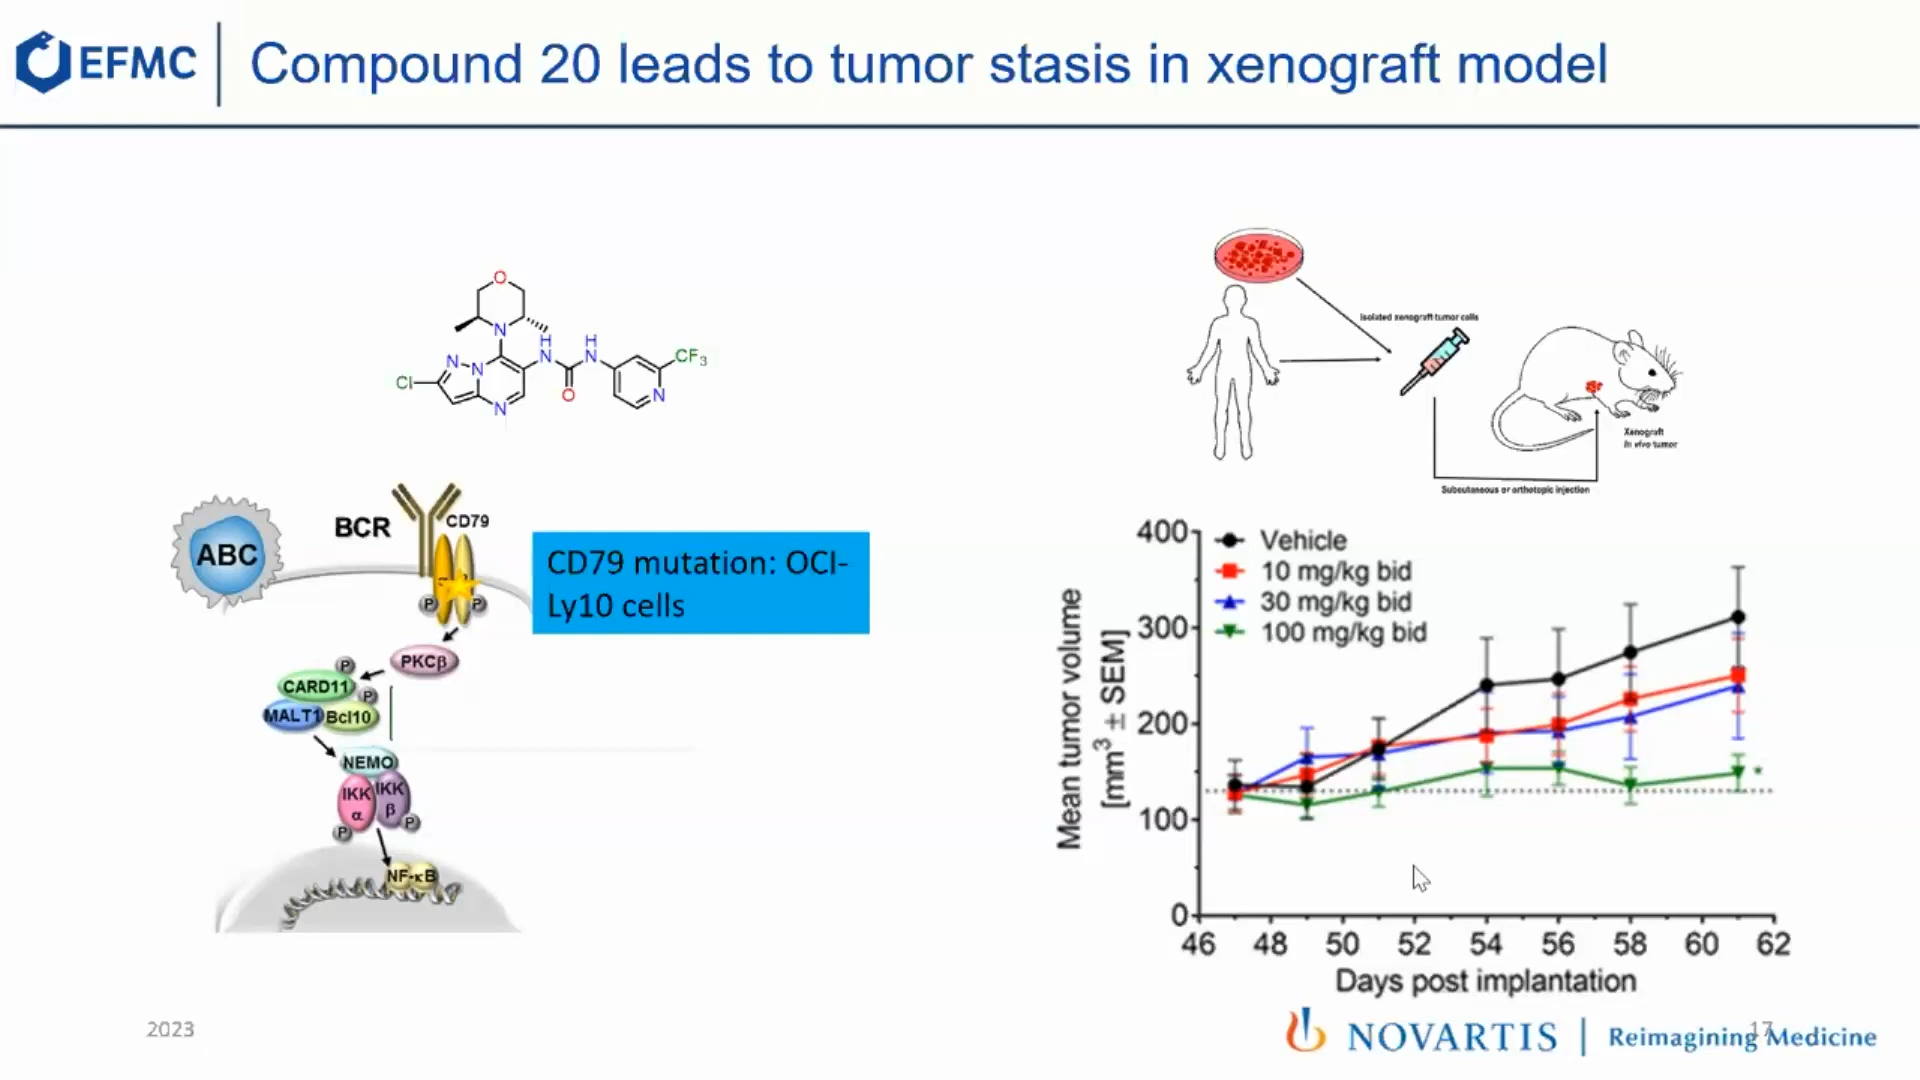 EFMC
Compound 20 leads to tumor stasis in xenograft model
O
N
H
N
H
N
CF3
N
N
Cl
O
N
N
Isolated xenograft tumor cells
Xenograft
In vivo tumor
Subcutaneous or orthotopic injection
ABC
BCR
CD79
P
P
CD79 mutation: OCI-
Ly10 cells
PKCβ
P
CARD11
P
MALT1
Bcl10
NEMO
IKK
α
IKK
β
P
P
NF-κB
Mean tumor volume
[mm³ ± SEM]
400
300
200
100
0
Vehicle
10 mg/kg bid
30 mg/kg bid
100 mg/kg bid
*
46 48 50 52 54 56 58 60 62
Days post implantation
2023
NOVARTIS | Reimagining Medicine
17